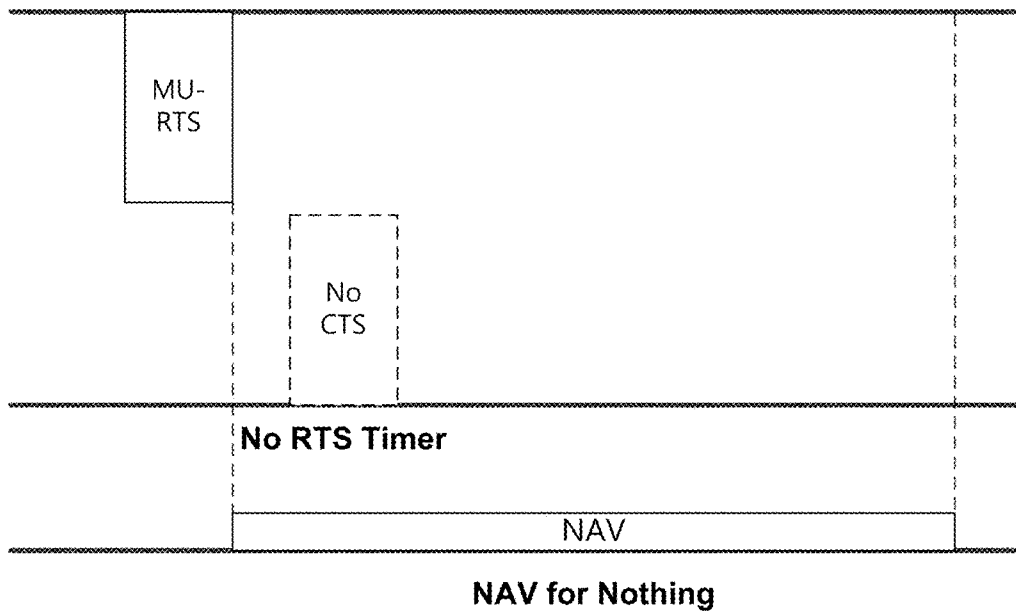 MU-
RTS
No
CTS
No RTS Timer
NAV
NAV for Nothing